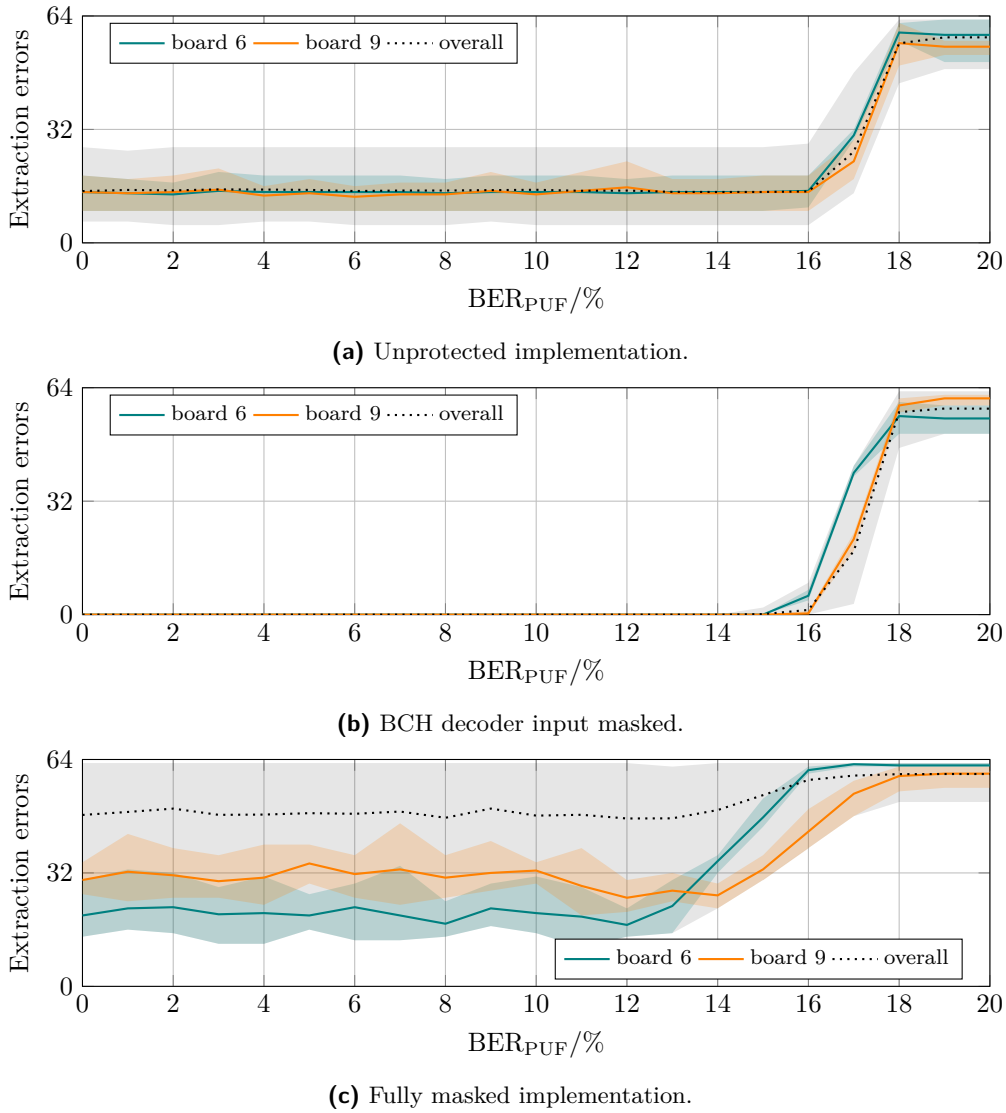 64
32
0
Extraction errors
board 6 board 9 overall
0 2 4 6 8 10 12 14 16 18 20
BER_PUF/%
(a) Unprotected implementation.
64
32
0
Extraction errors
board 6 board 9 overall
0 2 4 6 8 10 12 14 16 18 20
BER_PUF/%
(b) BCH decoder input masked.
64
32
0
Extraction errors
board 6 board 9 overall
0 2 4 6 8 10 12 14 16 18 20
BER_PUF/%
(c) Fully masked implementation.